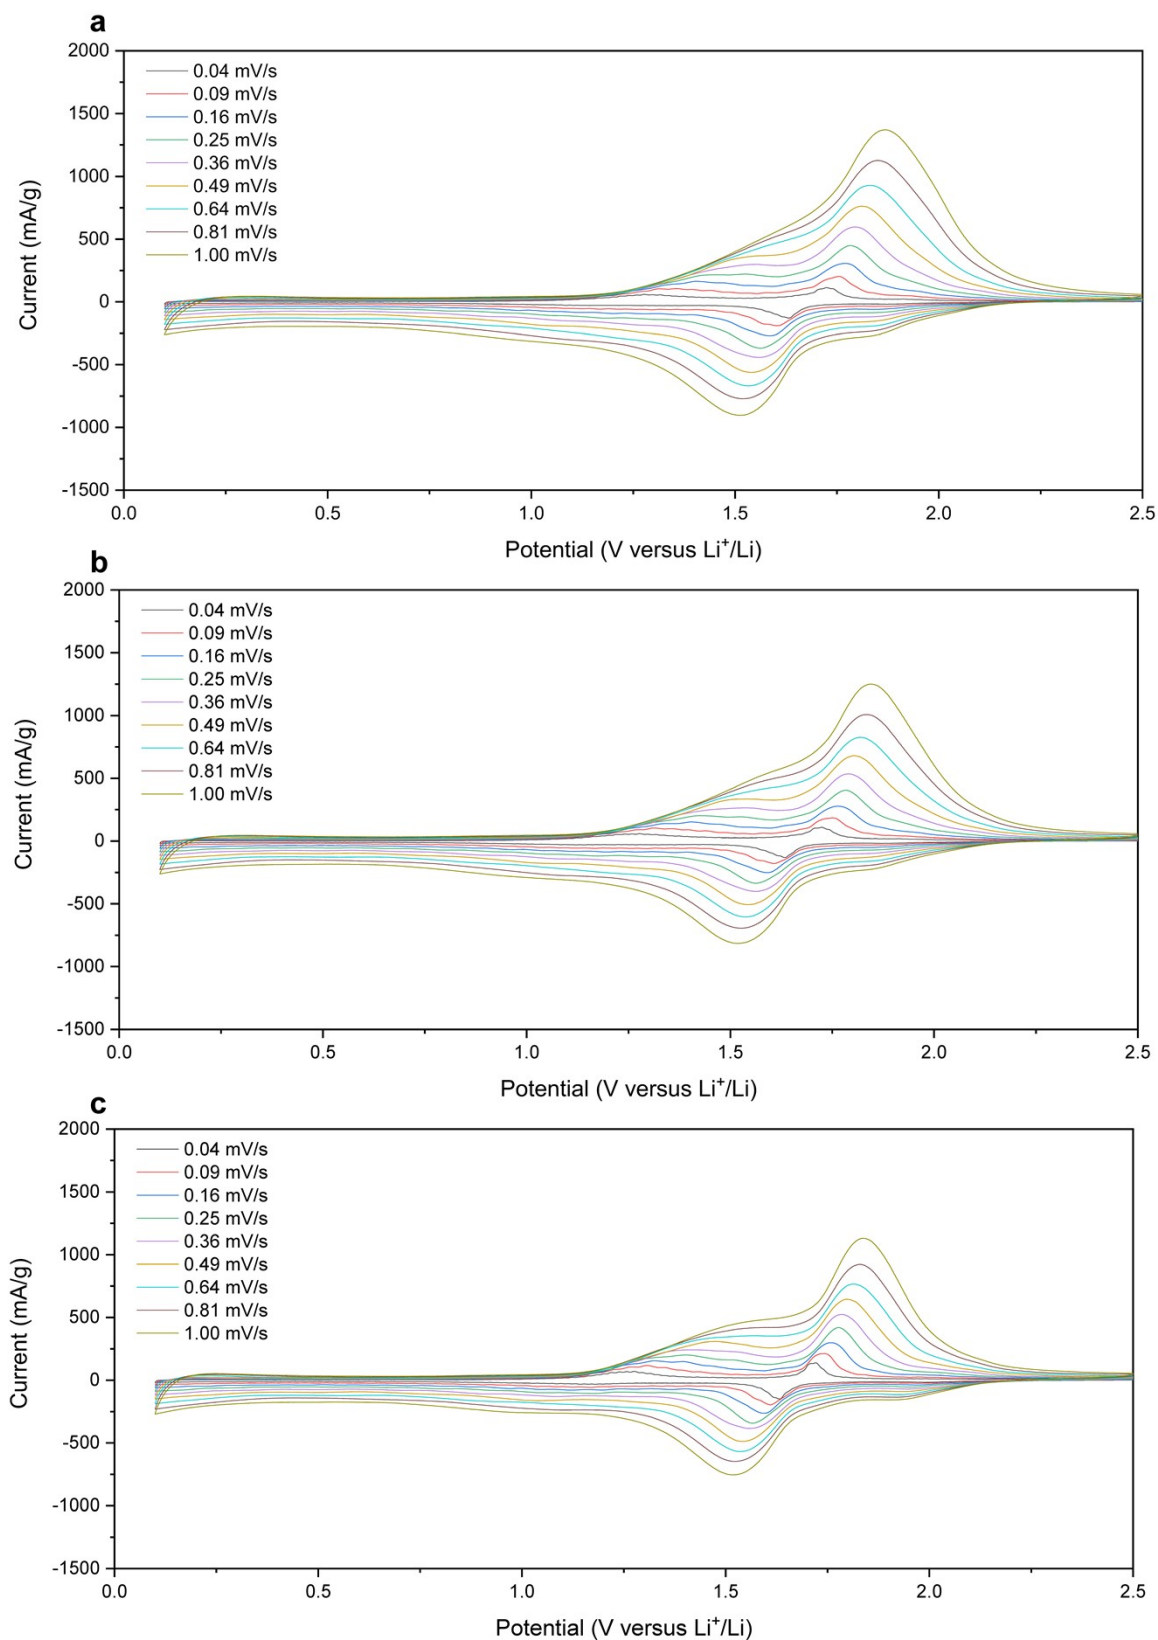 a
2000
1500
1000
500
0
-500
-1000
-1500
Current (mA/g)
0.04 mV/s
0.09 mV/s
0.16 mV/s
0.25 mV/s
0.36 mV/s
0.49 mV/s
0.64 mV/s
0.81 mV/s
1.00 mV/s
0.0 0.5 1.0 1.5 2.0 2.5
Potential (V versus Li⁺/Li)
b
2000
1500
1000
500
0
-500
-1000
-1500
Current (mA/g)
0.04 mV/s
0.09 mV/s
0.16 mV/s
0.25 mV/s
0.36 mV/s
0.49 mV/s
0.64 mV/s
0.81 mV/s
1.00 mV/s
0.0 0.5 1.0 1.5 2.0 2.5
Potential (V versus Li⁺/Li)
c
2000
1500
1000
500
0
-500
-1000
-1500
Current (mA/g)
0.04 mV/s
0.09 mV/s
0.16 mV/s
0.25 mV/s
0.36 mV/s
0.49 mV/s
0.64 mV/s
0.81 mV/s
1.00 mV/s
0.0 0.5 1.0 1.5 2.0 2.5
Potential (V versus Li⁺/Li)